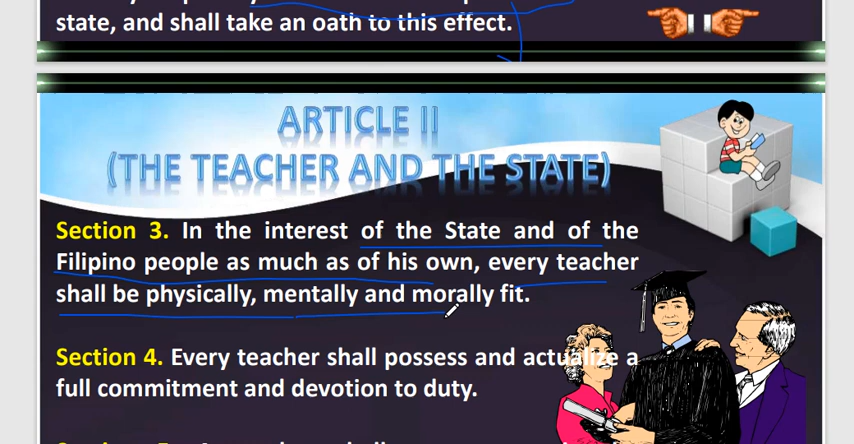 state, and shall take an oath to this effect.
ARTICLE II
(THE TEACHER AND THE STATE)
Section 3. In the interest of the State and of the
Filipino people as much as of his own, every teacher
shall be physically, mentally and morally fit.
Section 4. Every teacher shall possess and actualize a
full commitment and devotion to duty.